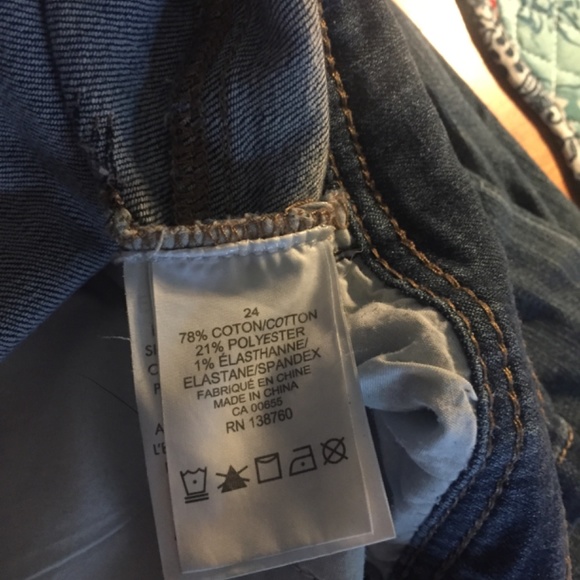 24
78% COTON/COTTON
21% POLYESTER
1% ÉLASTHANNE/
ELASTANE/SPANDEX
FABRIQUÉ EN CHINE
MADE IN CHINA
CA 00655
RN 138760